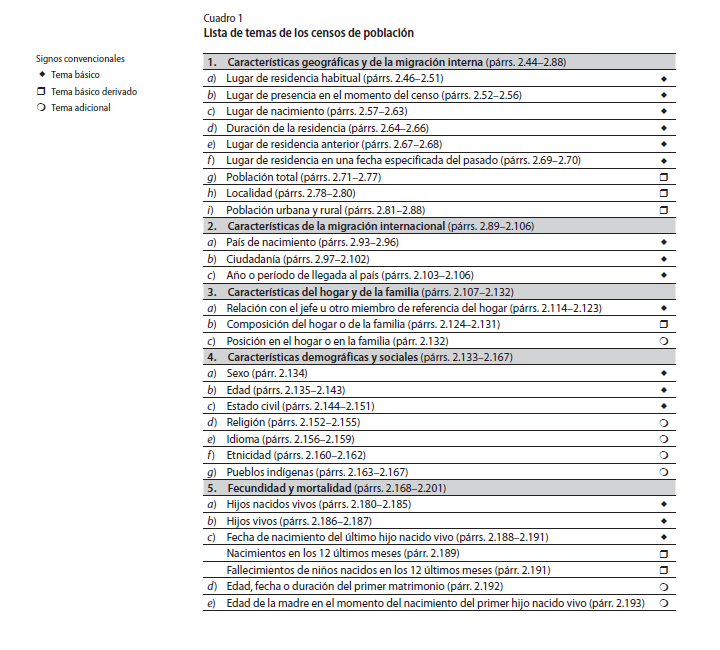 Cuadro 1
Lista de temas de los censos de población
Signos convencionales
◆ Tema básico
❒ Tema básico derivado
❍ Tema adicional
1. Características geográficas y de la migración interna (párrs. 2.44–2.88)
a) Lugar de residencia habitual (párrs. 2.46–2.51) ◆
b) Lugar de presencia en el momento del censo (párrs. 2.52–2.56) ◆
c) Lugar de nacimiento (párrs. 2.57–2.63) ◆
d) Duración de la residencia (párrs. 2.64–2.66) ◆
e) Lugar de residencia anterior (párrs. 2.67–2.68) ◆
f) Lugar de residencia en una fecha especificada del pasado (párrs. 2.69–2.70) ◆
g) Población total (párrs. 2.71–2.77) ❒
h) Localidad (párrs. 2.78–2.80) ❒
i) Población urbana y rural (párrs. 2.81–2.88) ❒
2. Características de la migración internacional (párrs. 2.89–2.106)
a) País de nacimiento (párrs. 2.93–2.96) ◆
b) Ciudadanía (párrs. 2.97–2.102) ◆
c) Año o período de llegada al país (párrs. 2.103–2.106) ◆
3. Características del hogar y de la familia (párrs. 2.107–2.132)
a) Relación con el jefe u otro miembro de referencia del hogar (párrs. 2.114–2.123) ◆
b) Composición del hogar o de la familia (párrs. 2.124–2.131) ❒
c) Posición en el hogar o en la familia (párr. 2.132) ❍
4. Características demográficas y sociales (párrs. 2.133–2.167)
a) Sexo (párr. 2.134) ◆
b) Edad (párrs. 2.135–2.143) ◆
c) Estado civil (párrs. 2.144–2.151) ◆
d) Religión (párrs. 2.152–2.155) ❍
e) Idioma (párrs. 2.156–2.159) ❍
f) Etnicidad (párrs. 2.160–2.162) ❍
g) Pueblos indígenas (párrs. 2.163–2.167) ❍
5. Fecundidad y mortalidad (párrs. 2.168–2.201)
a) Hijos nacidos vivos (párrs. 2.180–2.185) ◆
b) Hijos vivos (párrs. 2.186–2.187) ◆
c) Fecha de nacimiento del último hijo nacido vivo (párrs. 2.188–2.191) ◆
Nacimientos en los 12 últimos meses (párr. 2.189) ❒
Fallecimientos de niños nacidos en los 12 últimos meses (párr. 2.191) ❒
d) Edad, fecha o duración del primer matrimonio (párr. 2.192) ❍
e) Edad de la madre en el momento del nacimiento del primer hijo nacido vivo (párr. 2.193) ❍